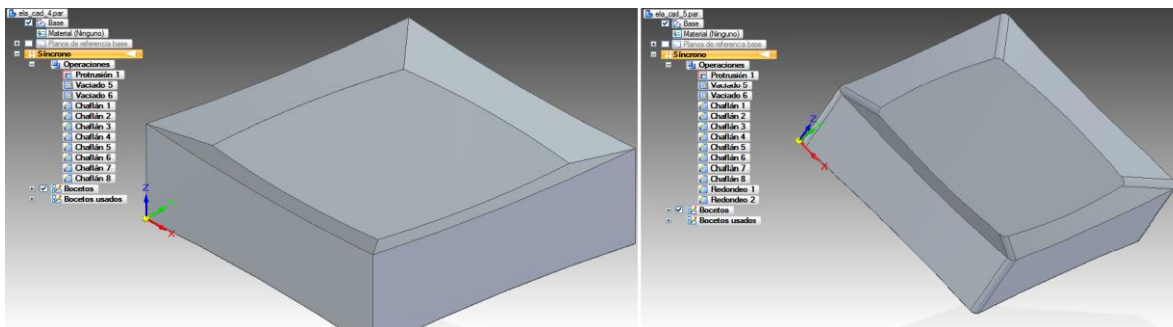 ela_cad_4.par
Base
Material (Ninguno)
Planos de referencia base
Síncrono
Operaciones
Protrusión 1
Vaciado 5
Vaciado 6
Chaflán 1
Chaflán 2
Chaflán 3
Chaflán 4
Chaflán 5
Chaflán 6
Chaflán 7
Chaflán 8
Bocetos
Bocetos usados
Z
X
ela_cad_5.par
Base
Material (Ninguno)
Planos de referencia base
Síncrono
Operaciones
Protrusión 1
Vaciado 5
Vaciado 6
Chaflán 1
Chaflán 2
Chaflán 3
Chaflán 4
Chaflán 5
Chaflán 6
Chaflán 7
Chaflán 8
Redondeo 1
Redondeo 2
Bocetos
Bocetos usados
Z
X